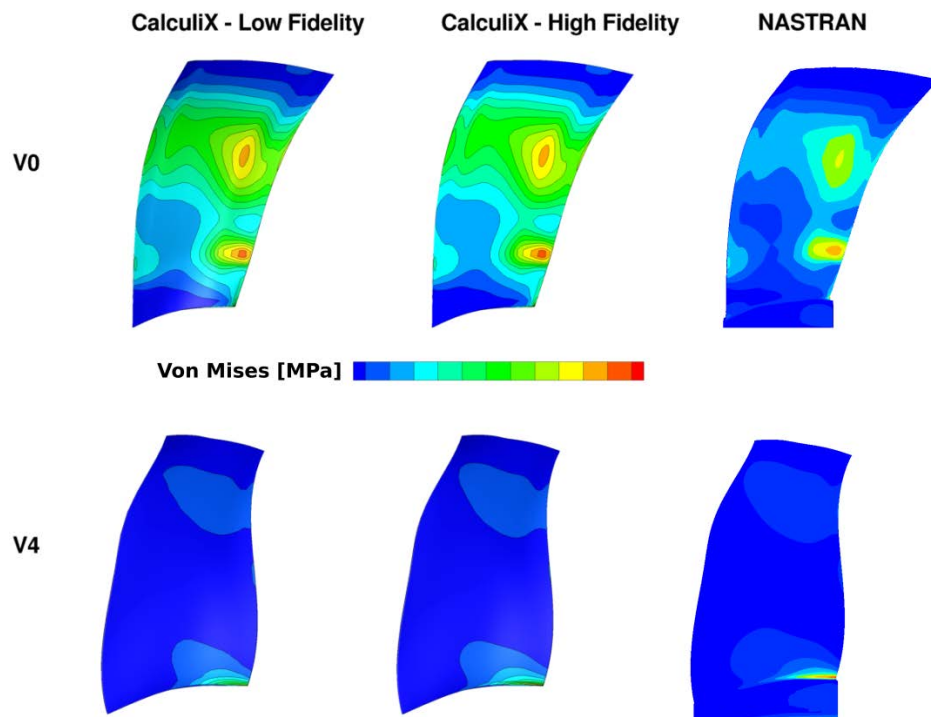 CalculiX - Low Fidelity CalculiX - High Fidelity NASTRAN
V0
Von Mises [MPa]
V4